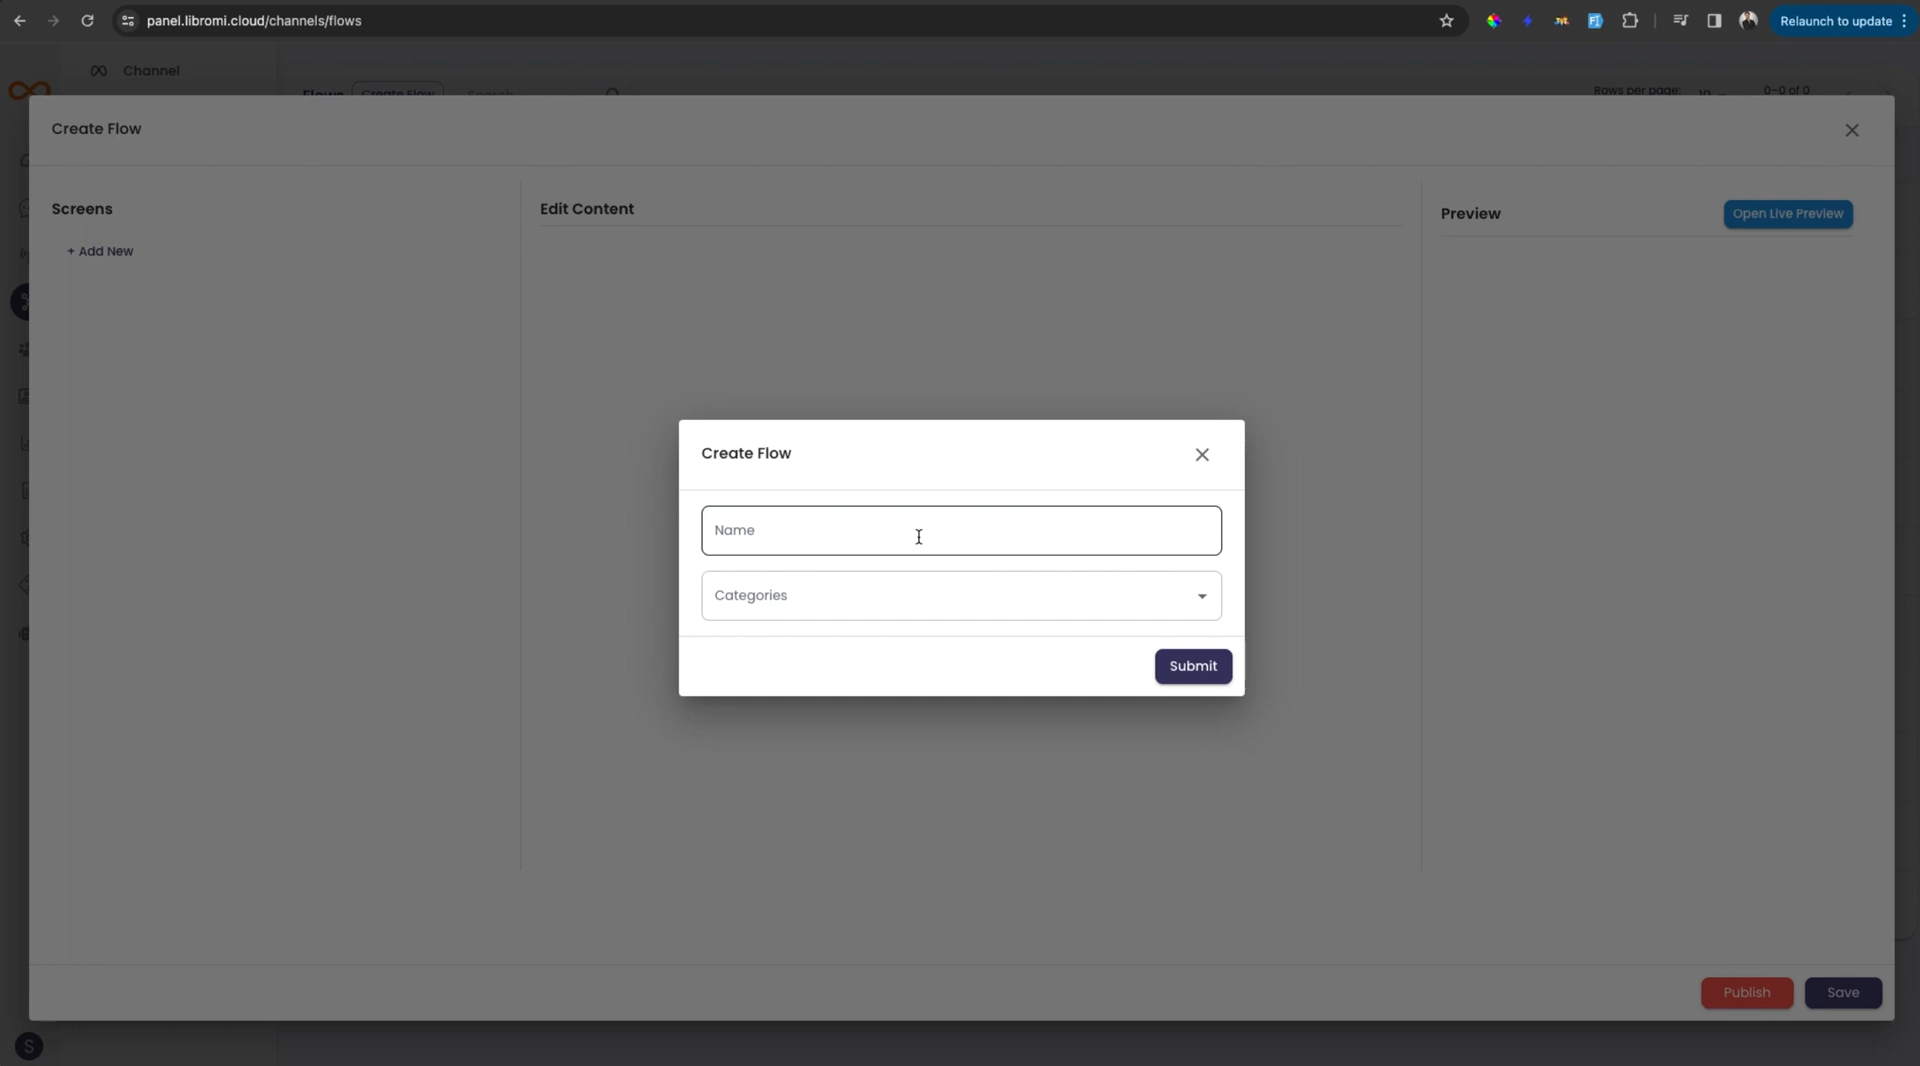 panel.libromi.cloud/channels/flows
Relaunch to update
Channel
Flows
Create Flow
Search
Rows per page:
10
0–0 of 0
Create Flow
Screens
+ Add New
Edit Content
Preview
Open Live Preview
Create Flow
Name
Categories
Submit
Publish
Save
S